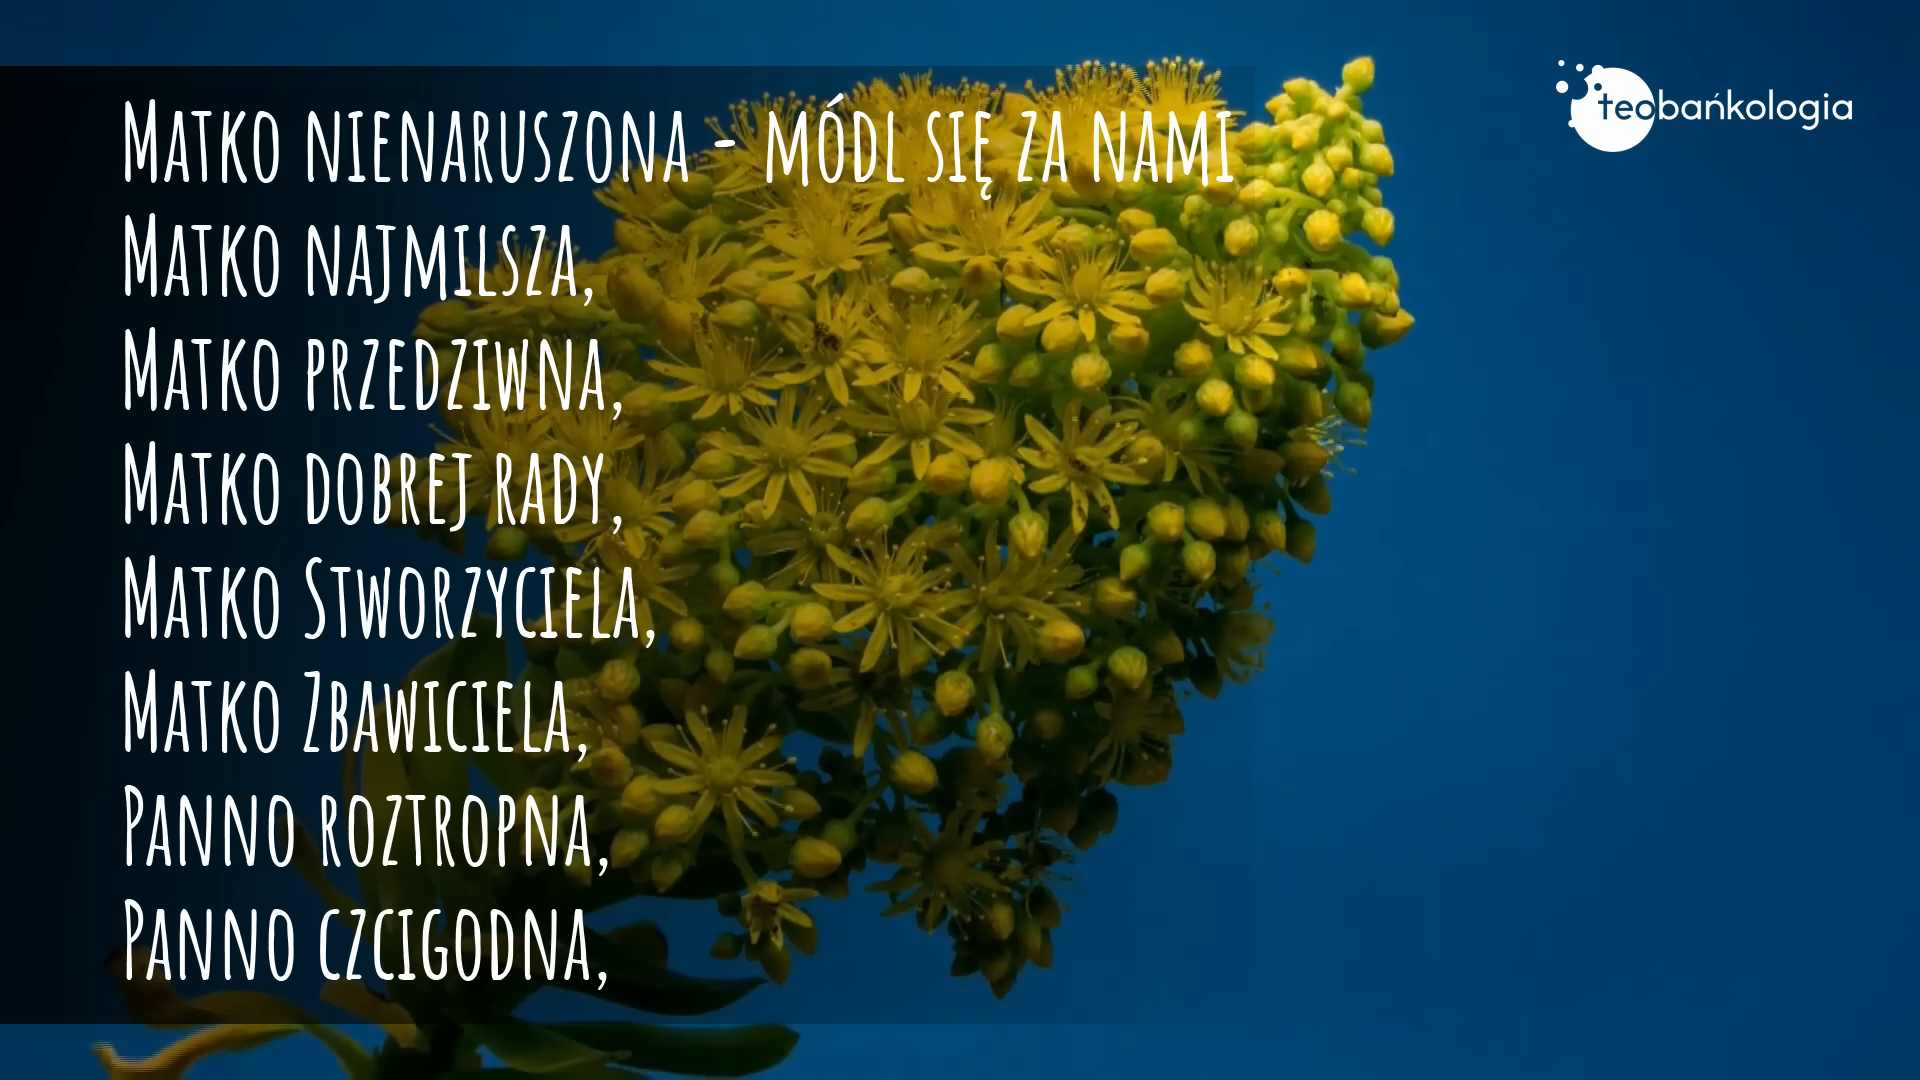 Matko nienaruszona - módl się za nami
Matko najmilsza,
Matko przedziwna,
Matko dobrej rady,
Matko Stworzyciela,
Matko Zbawiciela,
Panno roztropna,
Panno czcigodna,
teobańkologia